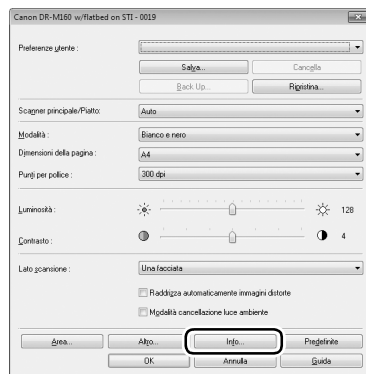 Canon DR-M160 w/flatbed on STI - 0019
Preferenze utente :
Salva... Cancella
Back Up... Ripristina...
Scanner principale/Piatto: Auto
Modalità : Bianco e nero
Dimensioni della pagina : A4
Punti per pollice : 300 dpi
Luminosità : 128
Contrasto : 4
Lato scansione : Una facciata
Raddrizza automaticamente immagini distorte
Modalità cancellazione luce ambiente
Area... Altro... Info... Predefinite
OK Annulla Guida